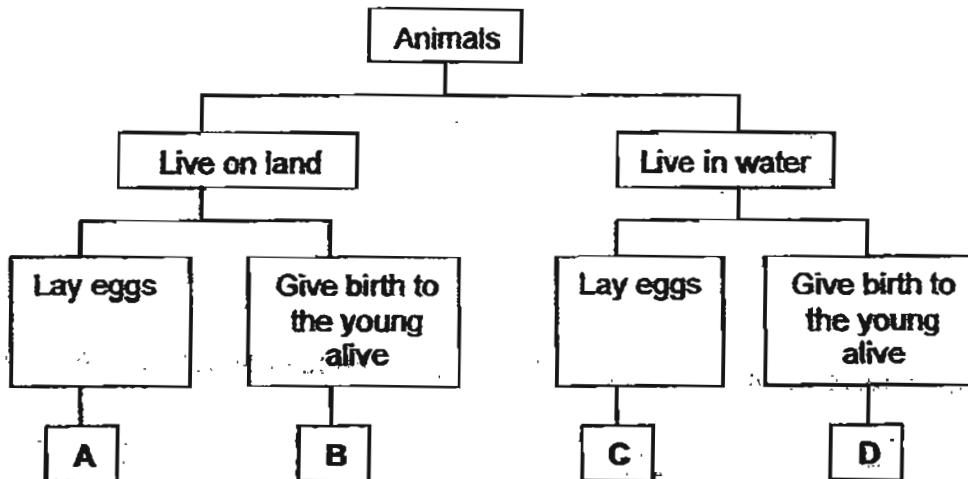 Animals
Live on land
Live in water
Lay eggs
Give birth to
the young
alive
Lay eggs
Give birth to
the young
alive
A
B
C
D